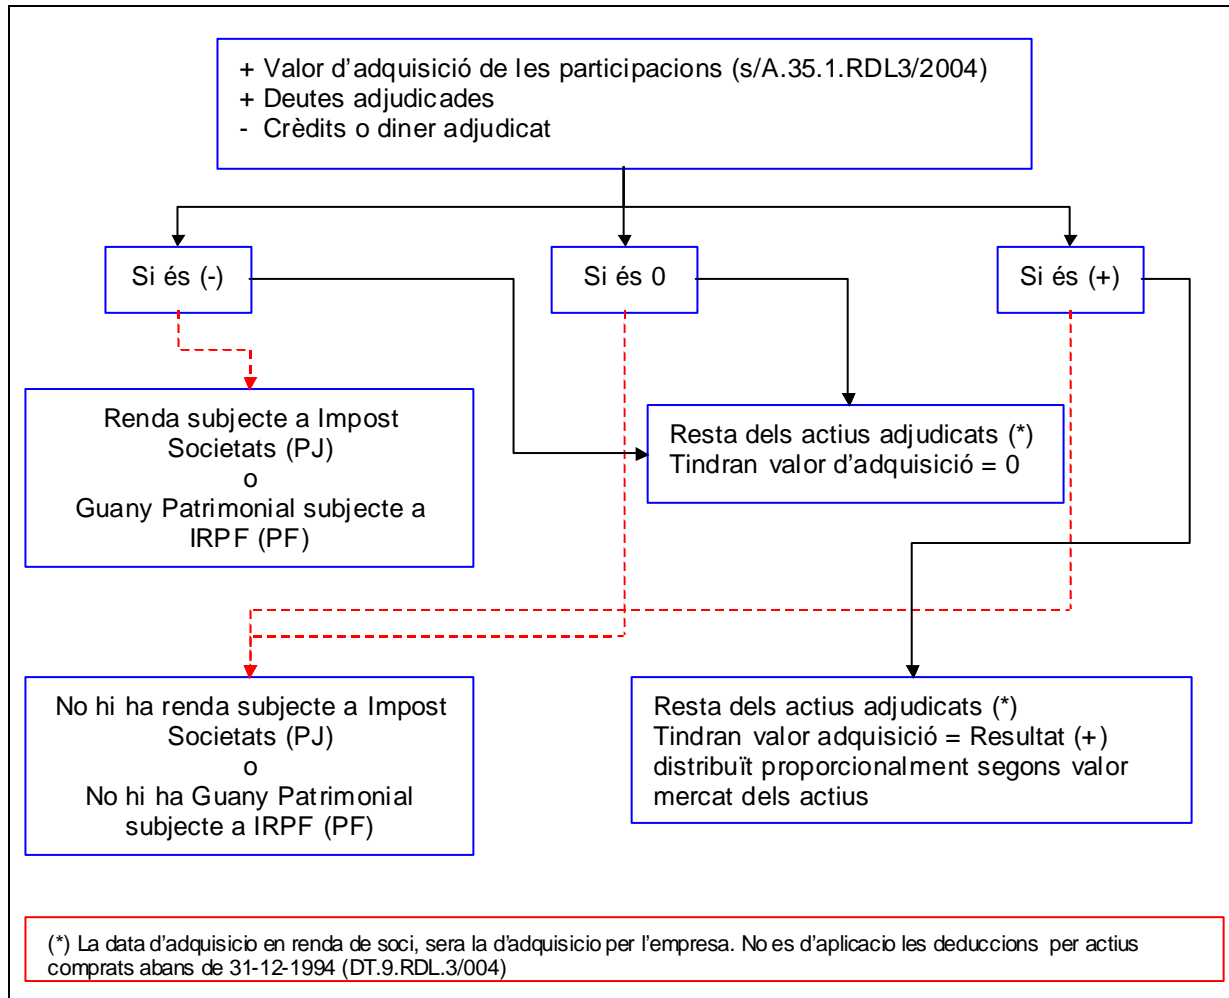 + Valor d'adquisició de les participacions (s/A.35.1.RDL3/2004)
+ Deutes adjudicades
- Crèdits o diner adjudicat
Si és (-)
Si és 0
Si és (+)
Renda subjecte a Impost
Societats (PJ)
o
Guany Patrimonial subjecte a
IRPF (PF)
Resta dels actius adjudicats (*)
Tindran valor d'adquisició = 0
No hi ha renda subjecte a Impost
Societats (PJ)
o
No hi ha Guany Patrimonial
subjecte a IRPF (PF)
Resta dels actius adjudicats (*)
Tindran valor adquisició = Resultat (+)
distribuït proporcionalment segons valor
mercat dels actius
(*) La data d'adquisicio en renda de soci, sera la d'adquisicio per l'empresa. No es d'aplicacio les deduccions per actius
comprats abans de 31-12-1994 (DT.9.RDL.3/004)